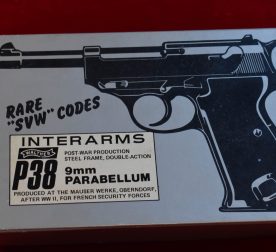 RARE
"SVW" CODES
INTERARMS
WALTHER
P38
POST-WAR PRODUCTION
STEEL FRAME, DOUBLE-ACTION
9mm
PARABELLUM
PRODUCED AT THE MAUSER WERKE, OBERNDORF,
AFTER WW II, FOR FRENCH SECURITY FORCES